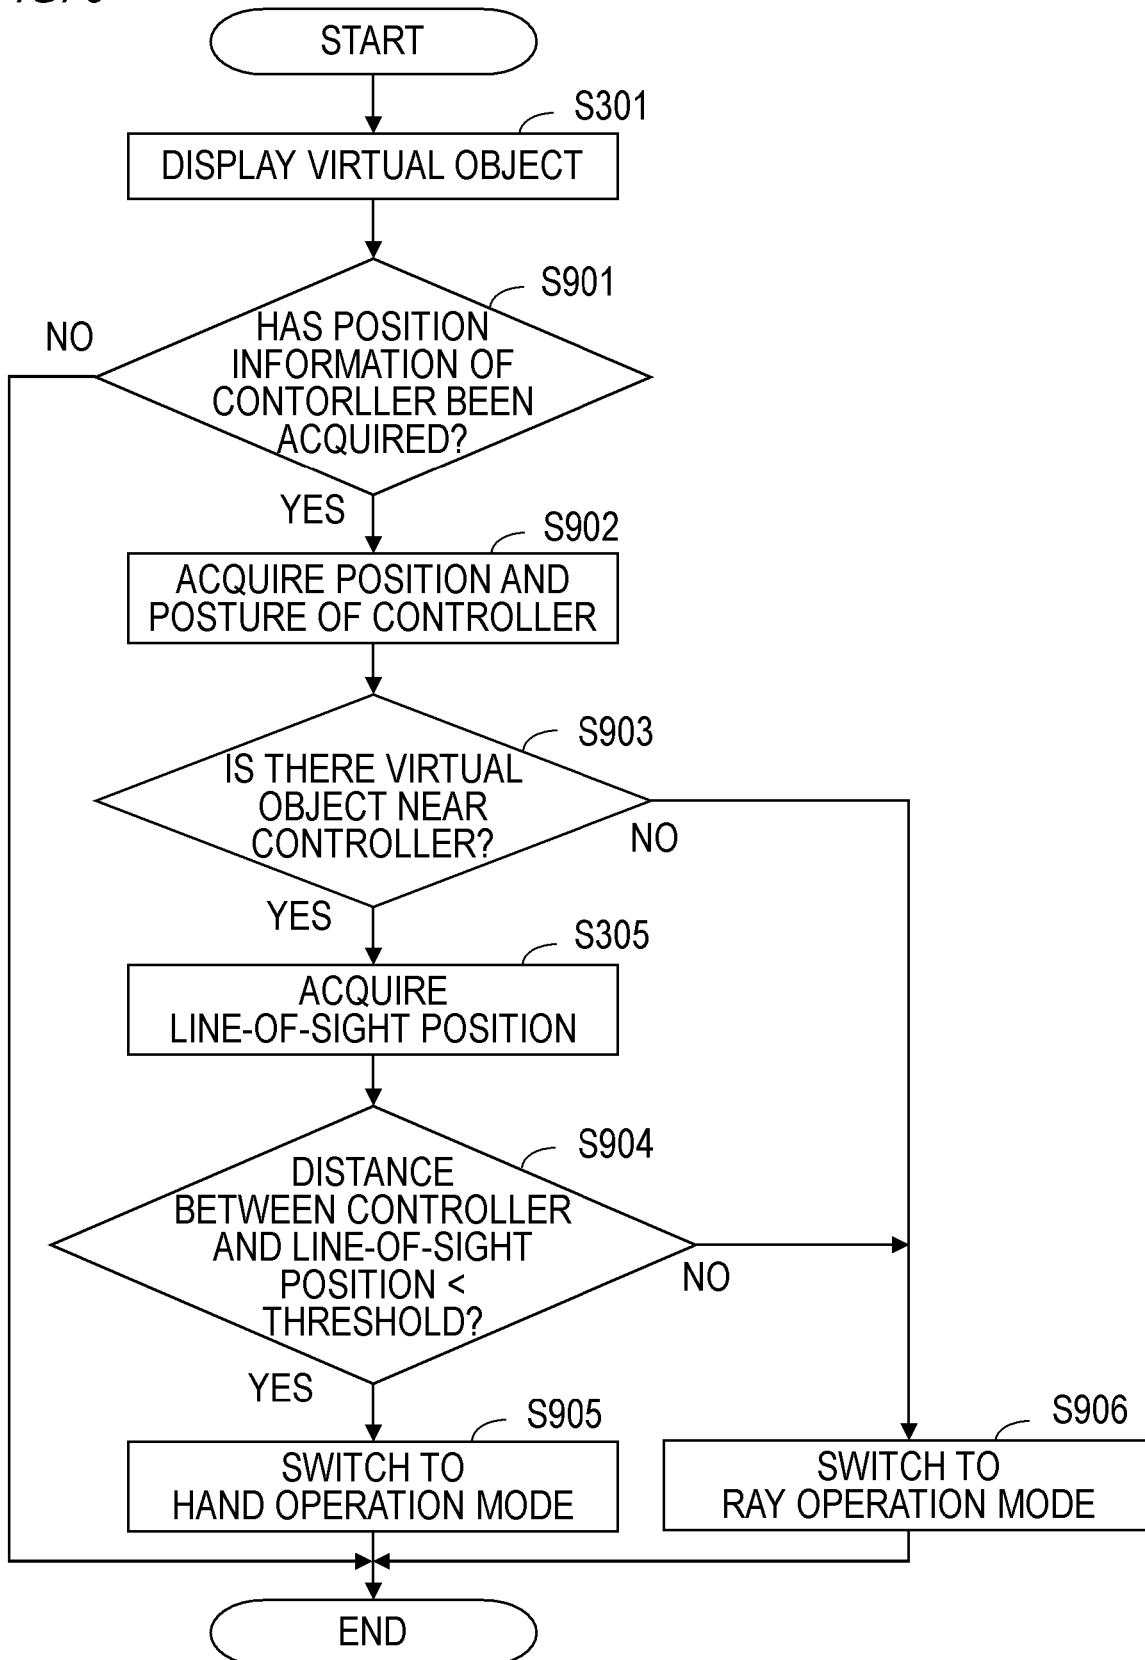 START
S301
DISPLAY VIRTUAL OBJECT
S901
NO
HAS POSITION
INFORMATION OF
CONTORLLER BEEN
ACQUIRED?
YES
S902
ACQUIRE POSITION AND
POSTURE OF CONTROLLER
S903
IS THERE VIRTUAL
OBJECT NEAR
CONTROLLER?
NO
YES
S305
ACQUIRE
LINE-OF-SIGHT POSITION
S904
DISTANCE
BETWEEN CONTROLLER
AND LINE-OF-SIGHT
POSITION <
THRESHOLD?
NO
YES
S905
S906
SWITCH TO
HAND OPERATION MODE
SWITCH TO
RAY OPERATION MODE
END